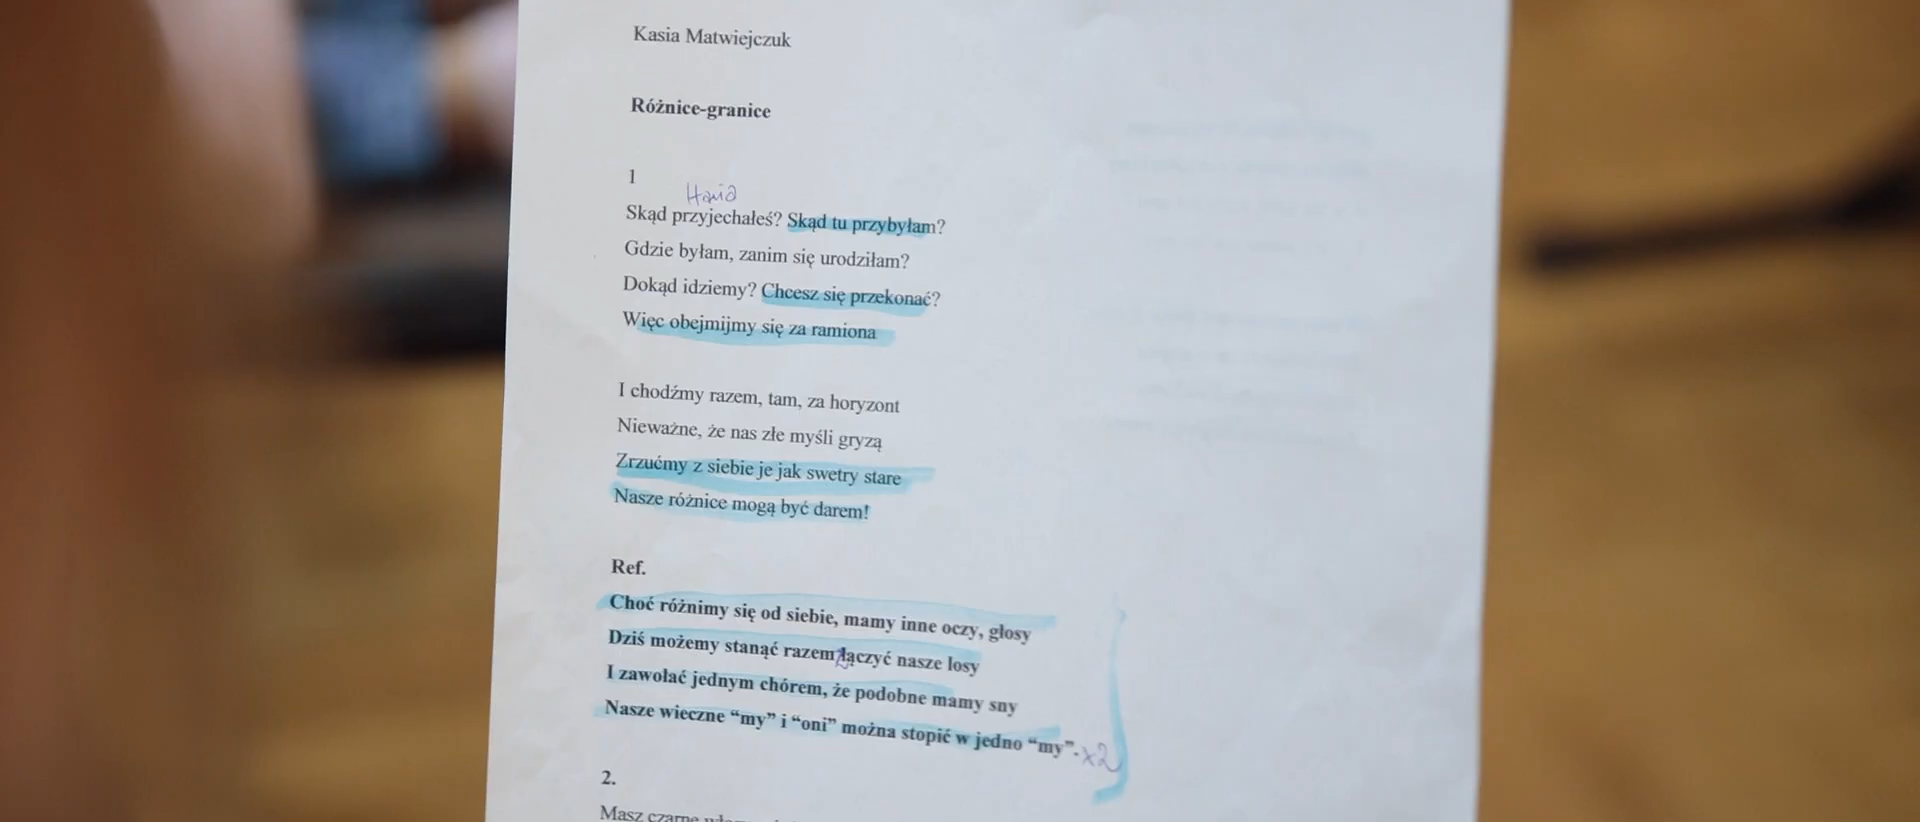 Kasia Matwiejczuk
Różnice-granice
1
Hania
Skąd przyjechałeś? Skąd tu przybyłam?
Gdzie byłam, zanim się urodziłam?
Dokąd idziemy? Chcesz się przekonać?
Więc obejmijmy się za ramiona
I chodźmy razem, tam, za horyzont
Nieważne, że nas złe myśli gryzą
Zrzućmy z siebie je jak swetry stare
Nasze różnice mogą być darem!
Ref.
Choć różnimy się od siebie, mamy inne oczy, głosy
Dziś możemy stanąć razem łączyć nasze losy
I zawołać jednym chórem, że podobne mamy sny
Nasze wieczne “my” i “oni” można stopić w jedno “my”. x2
2.
Masz czarne